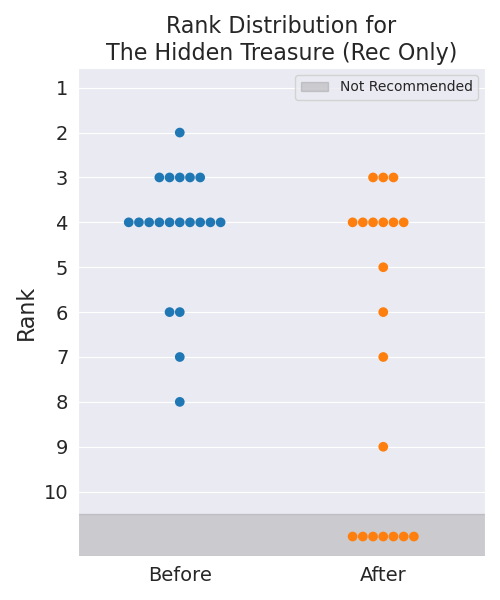 Rank Distribution for
The Hidden Treasure (Rec Only)
Not Recommended
Rank
1
2
3
4
5
6
7
8
9
10
Before After